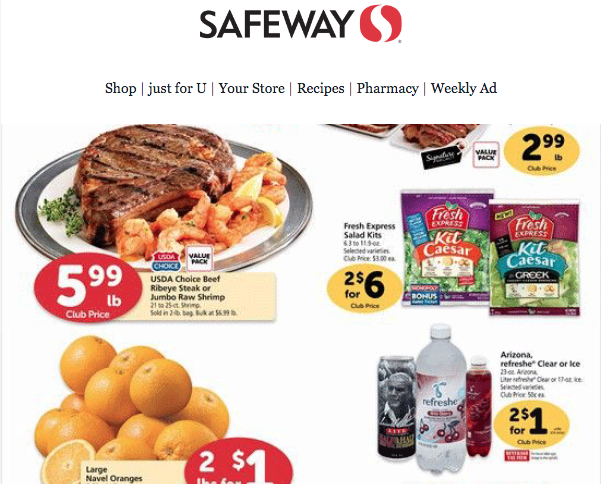 SAFEWAY
Shop | just for U | Your Store | Recipes | Pharmacy | Weekly Ad
Signature
VALUE
PACK
2.99
lb
Club Price
USDA
CHOICE
VALUE
PACK
5.99
lb
Club Price
USDA Choice Beef
Ribeye Steak or
Jumbo Raw Shrimp
21 to 25-ct. Shrimp.
Sold in 2-lb. bag. Bulk at $6.99 lb.
Fresh Express
Salad Kits
6.3 to 11.9-oz.
Selected varieties.
Club Price: $3.00 ea.
2 $6
for
Club Price
Fresh
EXPRESS
Kit
Caesar
MONOPOLY
BONUS
NEW!
Fresh
EXPRESS
Kit
Caesar
GREEK
Large
Navel Oranges
2 $1
lbs for
refreshe
Arizona,
refreshe® Clear or Ice
23-oz. Arizona,
Liter refreshe® Clear or 17-oz. Ice.
Selected varieties.
Club Price: 50¢ ea.
2 $1
for
Club Price